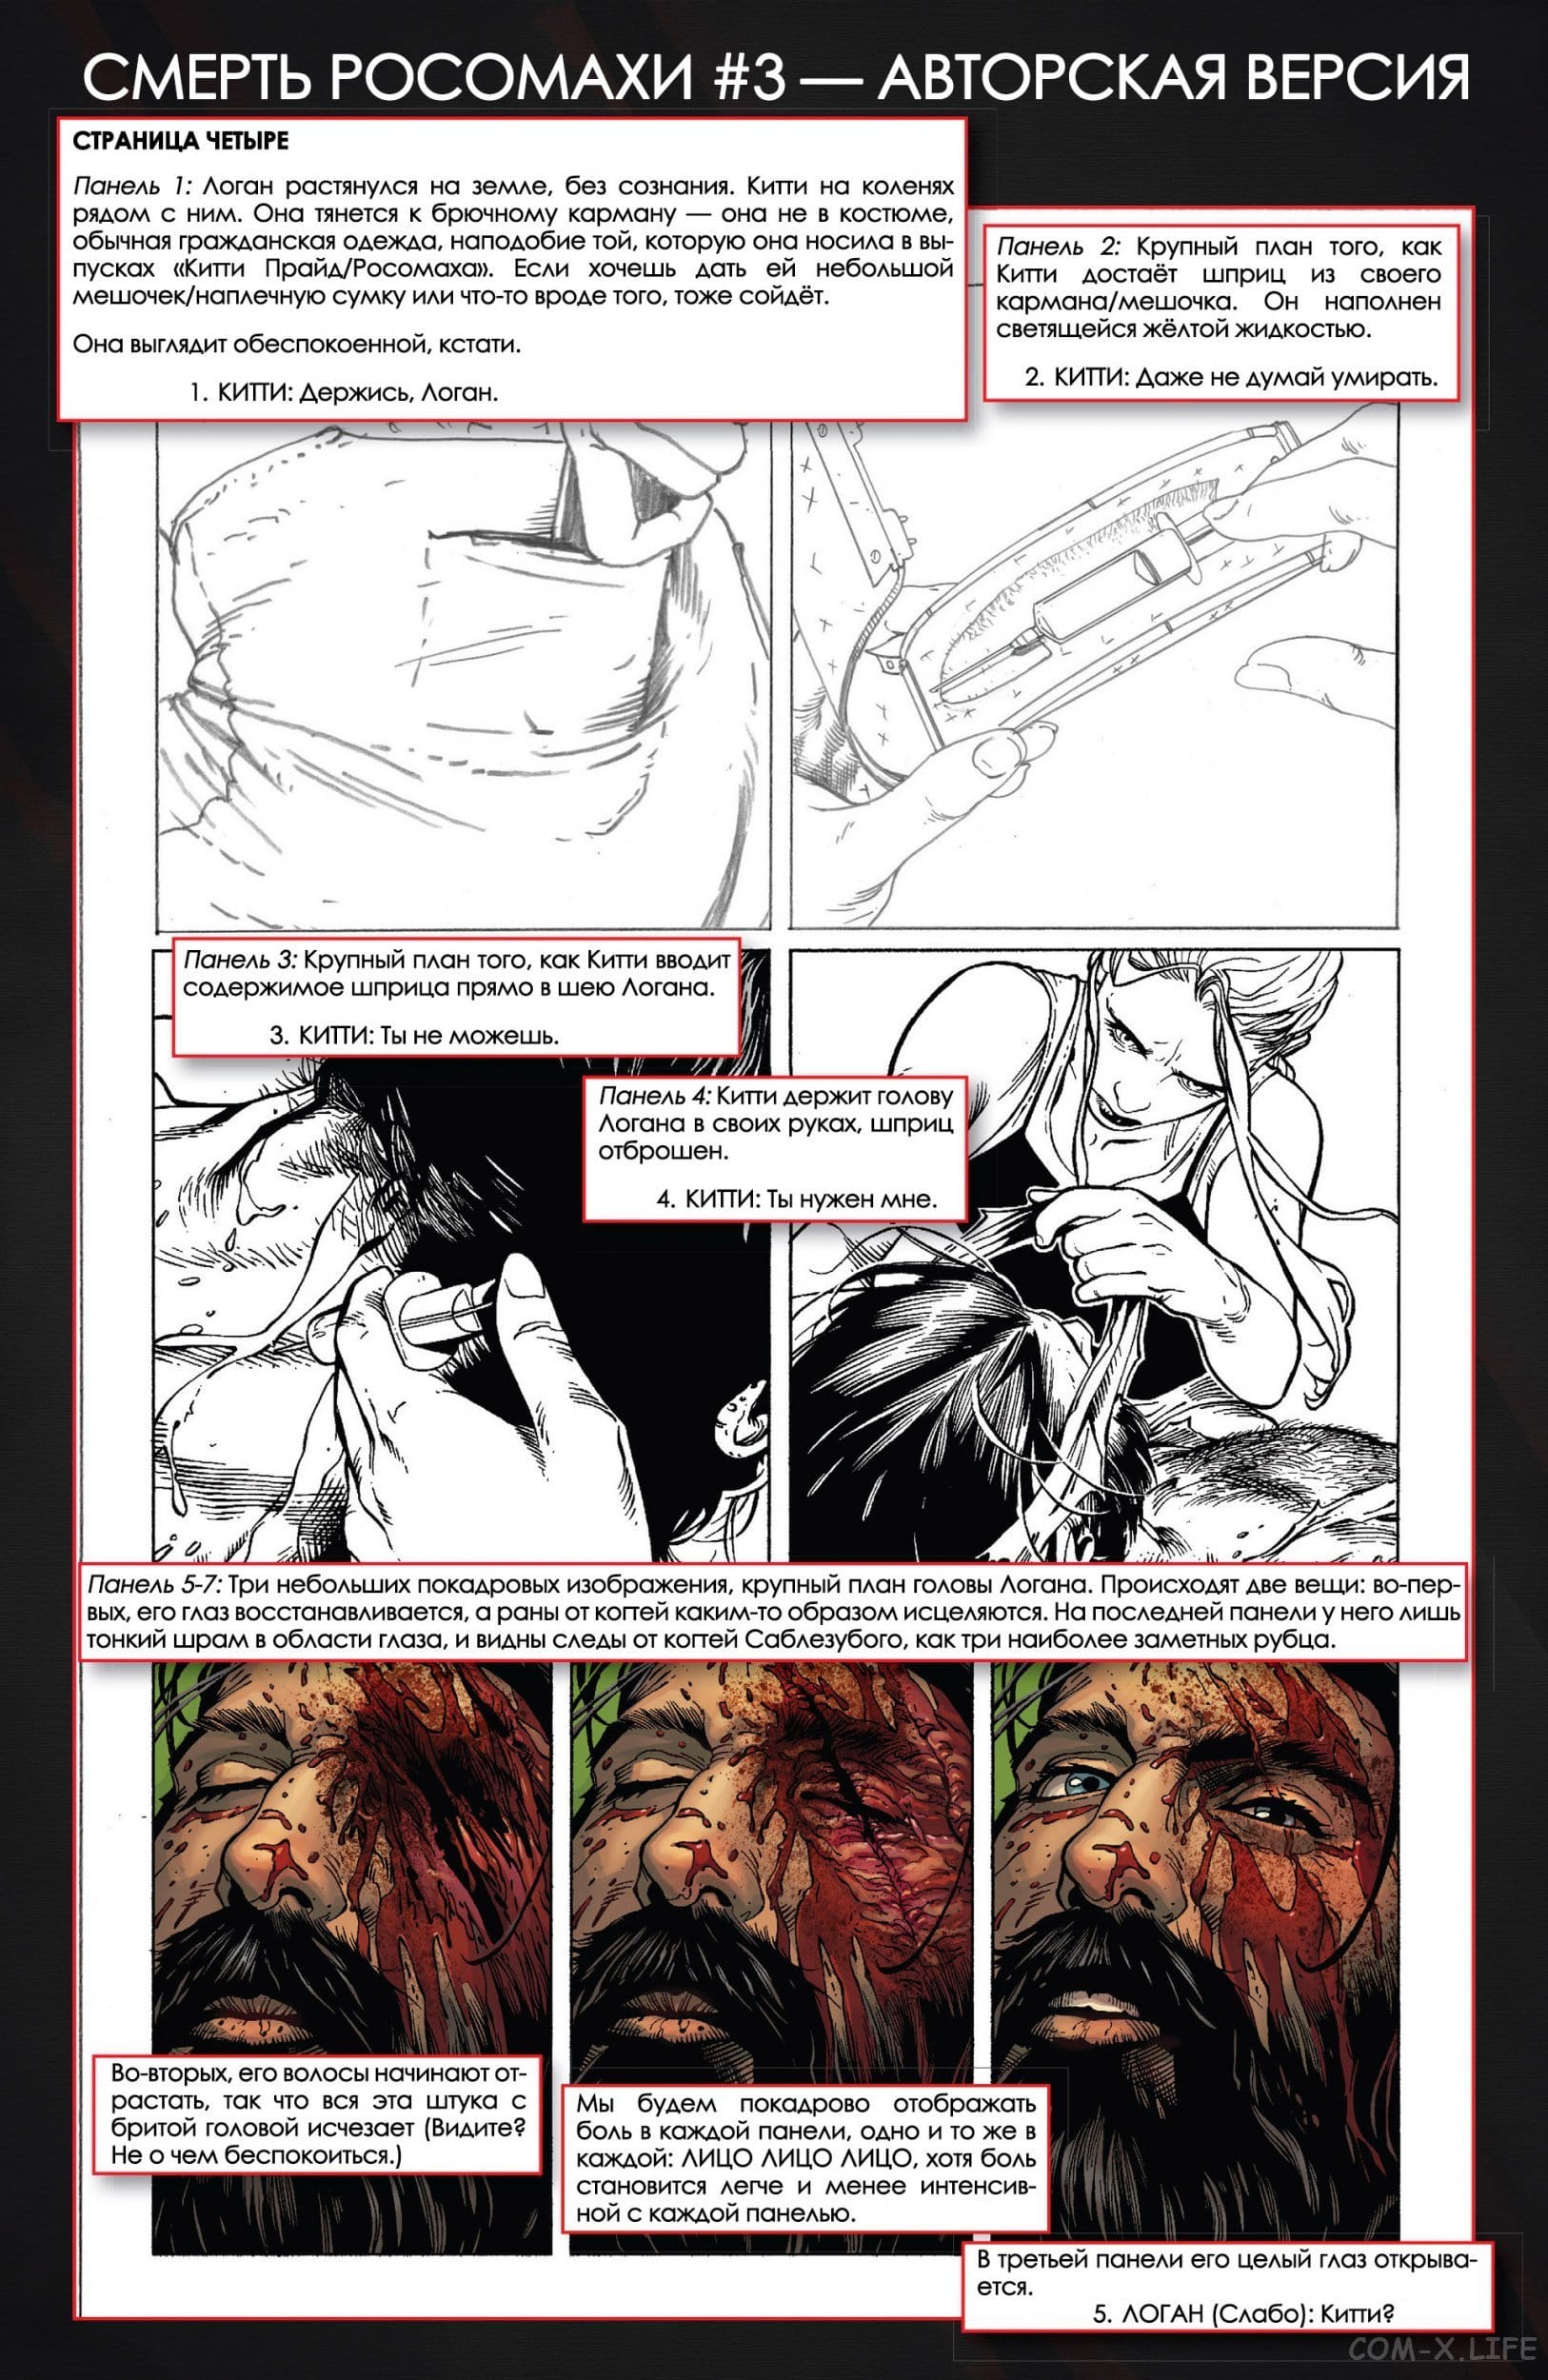 СМЕРТЬ РОСОМАХИ #3 — АВТОРСКАЯ ВЕРСИЯ
СТРАНИЦА ЧЕТЫРЕ
Панель 1: Логан растянулся на земле, без сознания. Китти на коленях
рядом с ним. Она тянется к брючному карману — она не в костюме,
обычная гражданская одежда, наподобие той, которую она носила в вы-
пусках «Китти Прайд/Росомаха». Если хочешь дать ей небольшой
мешочек/наплечную сумку или что-то вроде того, тоже сойдёт.
Она выглядит обеспокоенной, кстати.
1. КИТТИ: Держись, Логан.
Панель 2: Крупный план того, как
Китти достаёт шприц из своего
кармана/мешочка. Он наполнен
светящейся жёлтой жидкостью.
2. КИТТИ: Даже не думай умирать.
Панель 3: Крупный план того, как Китти вводит
содержимое шприца прямо в шею Логана.
3. КИТТИ: Ты не можешь.
Панель 4: Китти держит голову
Логана в своих руках, шприц
отброшен.
4. КИТТИ: Ты нужен мне.
Панель 5-7: Три небольших покадровых изображения, крупный план головы Логана. Происходят две вещи: во-пер-
вых, его глаз восстанавливается, а раны от когтей каким-то образом исцеляются. На последней панели у него лишь
тонкий шрам в области глаза, и видны следы от когтей Саблезубого, как три наиболее заметных рубца.
Во-вторых, его волосы начинают от-
растать, так что вся эта штука с
бритой головой исчезает (Видите?
Не о чем беспокоиться.)
Мы будем покадрово отображать
боль в каждой панели, одно и то же в
каждой: ЛИЦО ЛИЦО ЛИЦО, хотя боль
становится легче и менее интенсив-
ной с каждой панелью.
В третьей панели его целый глаз открыва-
ется.
5. ЛОГАН (Слабо): Китти?
COM-X.LIFE